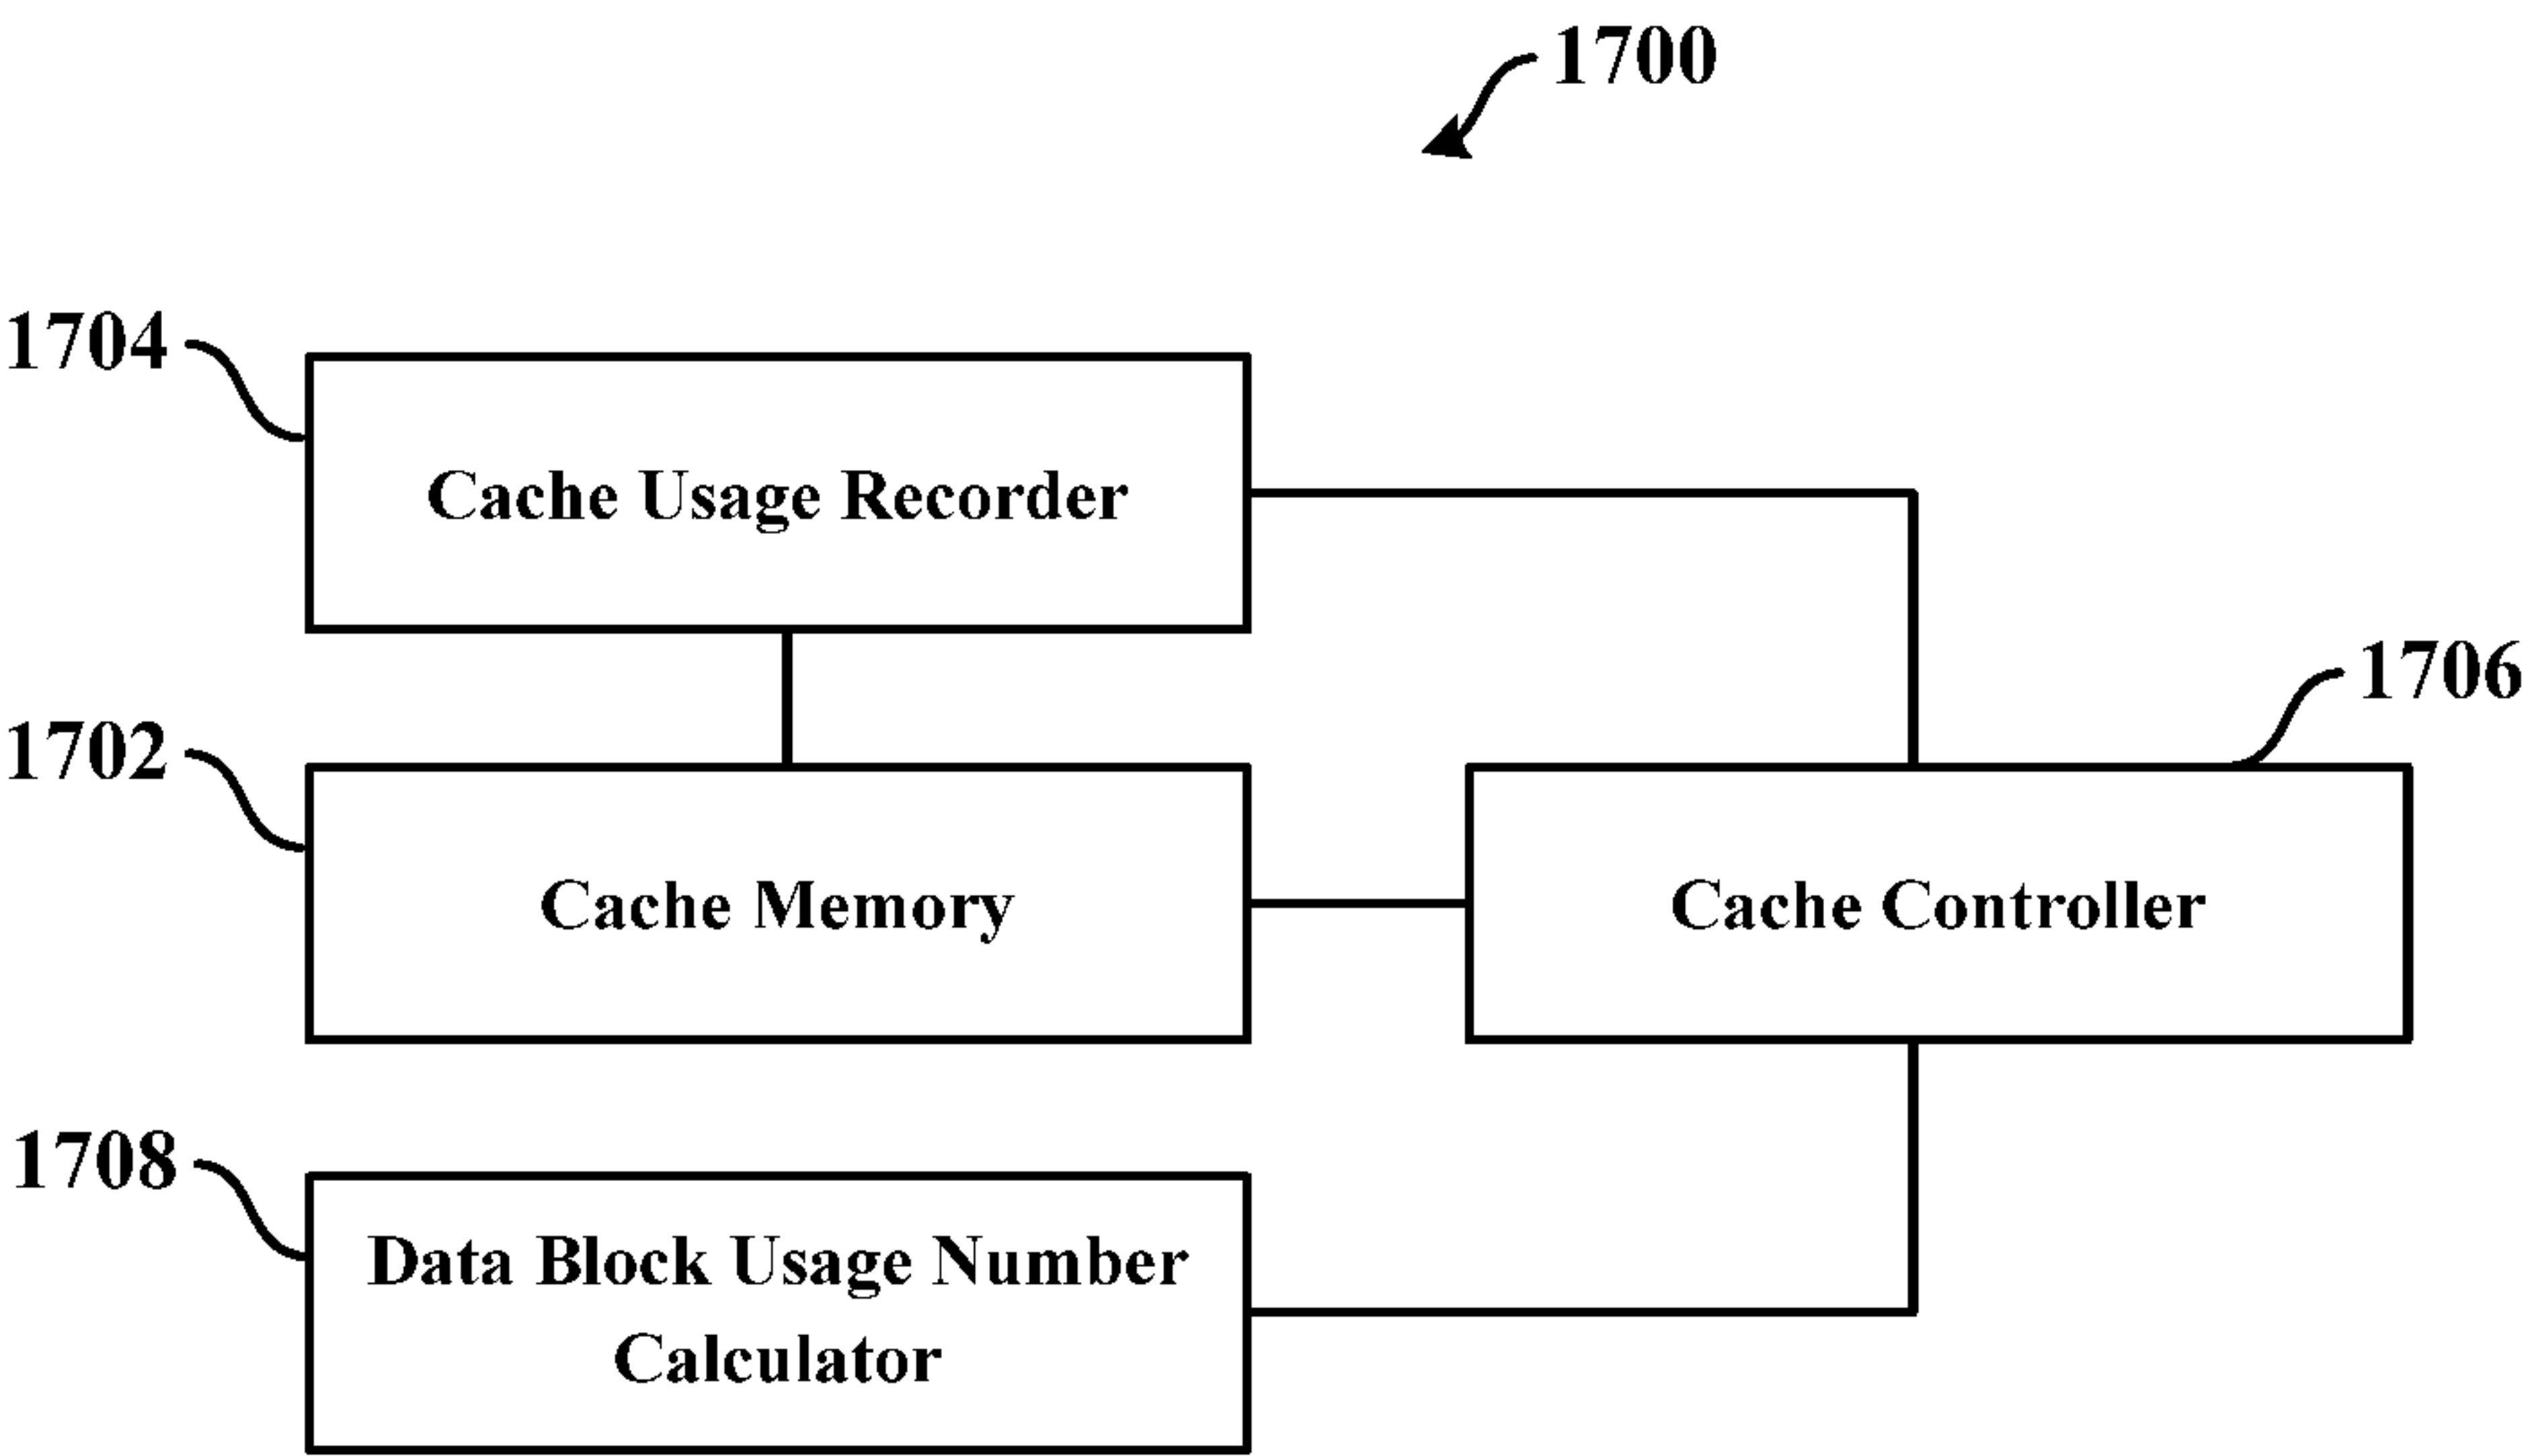 1700
1704
Cache Usage Recorder
1706
1702
Cache Memory
Cache Controller
1708
Data Block Usage Number
Calculator